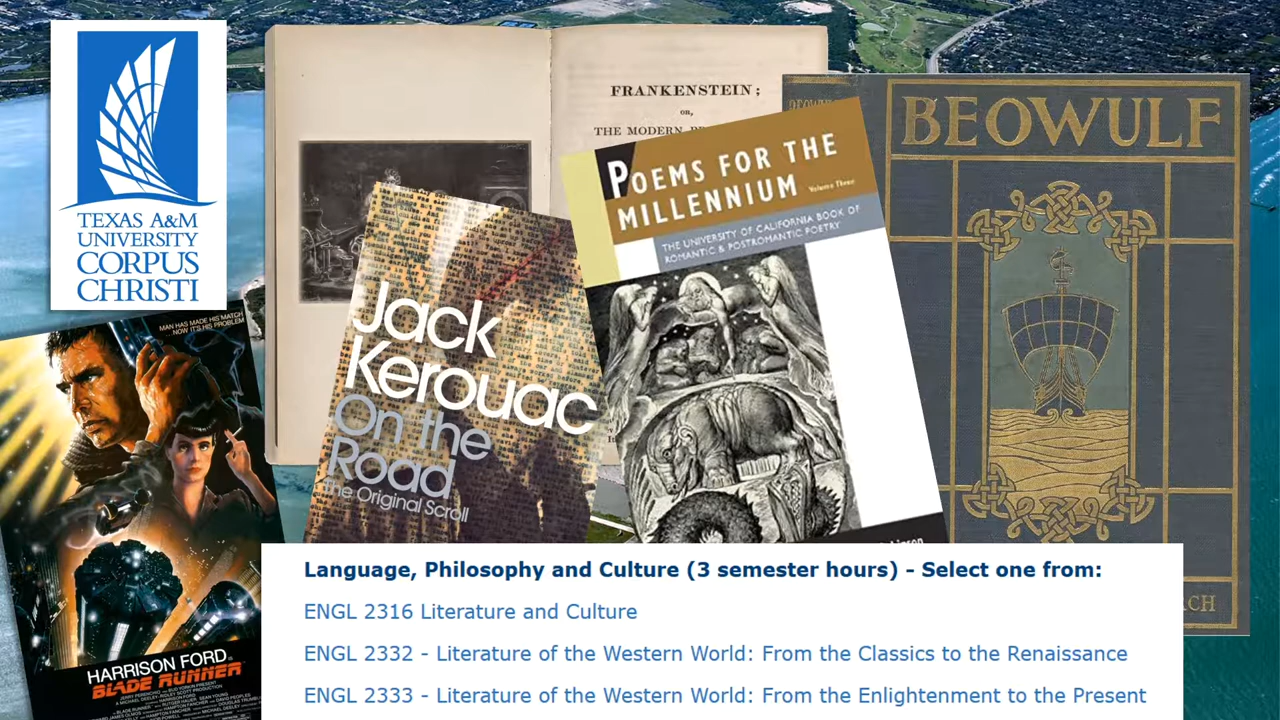 TEXAS A&M
UNIVERSITY
CORPUS
CHRISTI
FRANKENSTEIN;
OR,
THE MODERN
BEOWULF
POEMS FOR THE
MILLENNIUM Volume Three
THE UNIVERSITY OF CALIFORNIA BOOK OF
ROMANTIC & POSTROMANTIC POETRY
Jack
Kerouac
On the
Road
the Original Scroll
MAN HAS MADE HIS MATCH
...NOW IT'S HIS PROBLEM
HARRISON FORD
IS
BLADE RUNNER
Language, Philosophy and Culture (3 semester hours) - Select one from:
ENGL 2316 Literature and Culture
ENGL 2332 - Literature of the Western World: From the Classics to the Renaissance
ENGL 2333 - Literature of the Western World: From the Enlightenment to the Present